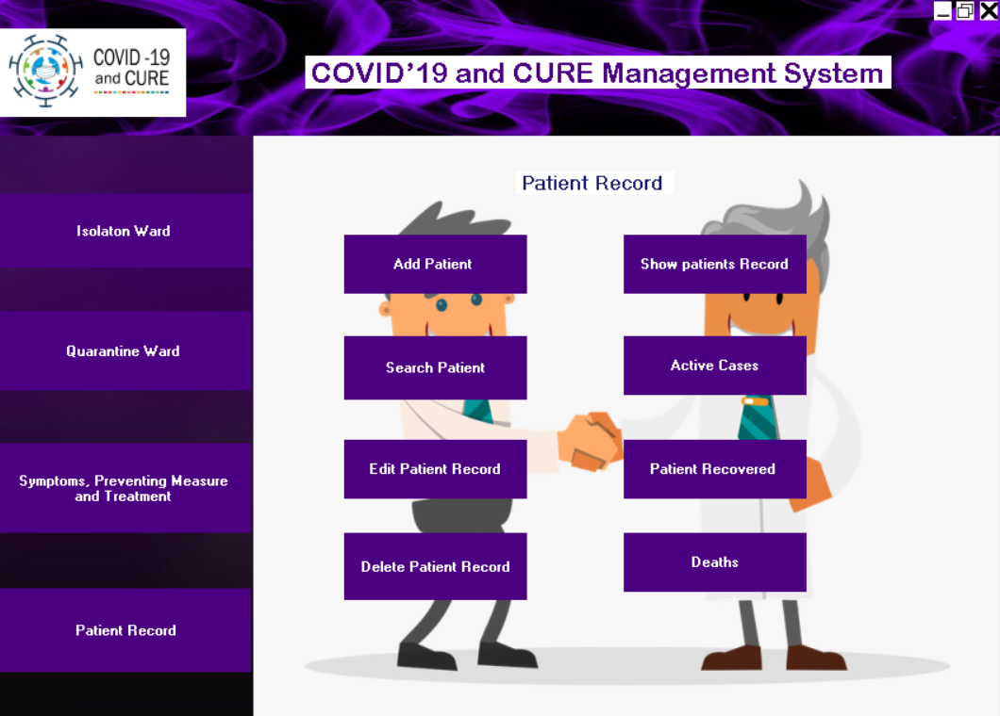 COVID -19
and CURE
COVID'19 and CURE Management System
Isolaton Ward
Quarantine Ward
Symptoms, Preventing Measure
and Treatment
Patient Record
Patient Record
Add Patient
Show patients Record
Search Patient
Active Cases
Edit Patient Record
Patient Recovered
Delete Patient Record
Deaths